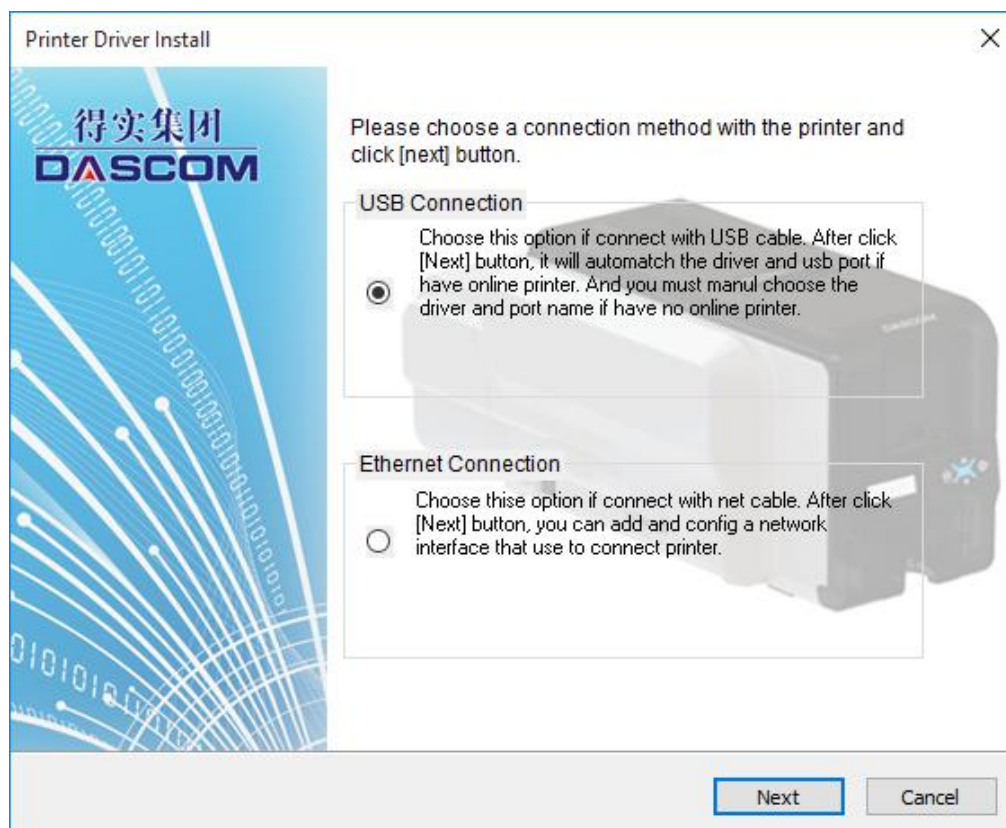 Printer Driver Install
得实集团
DASCOM
Please choose a connection method with the printer and
click [next] button.
USB Connection
Choose this option if connect with USB cable. After click
[Next] button, it will automatch the driver and usb port if
have online printer. And you must manul choose the
driver and port name if have no online printer.
DASCOM
Ethernet Connection
Choose thise option if connect with net cable. After click
[Next] button, you can add and config a network
interface that use to connect printer.
Next
Cancel